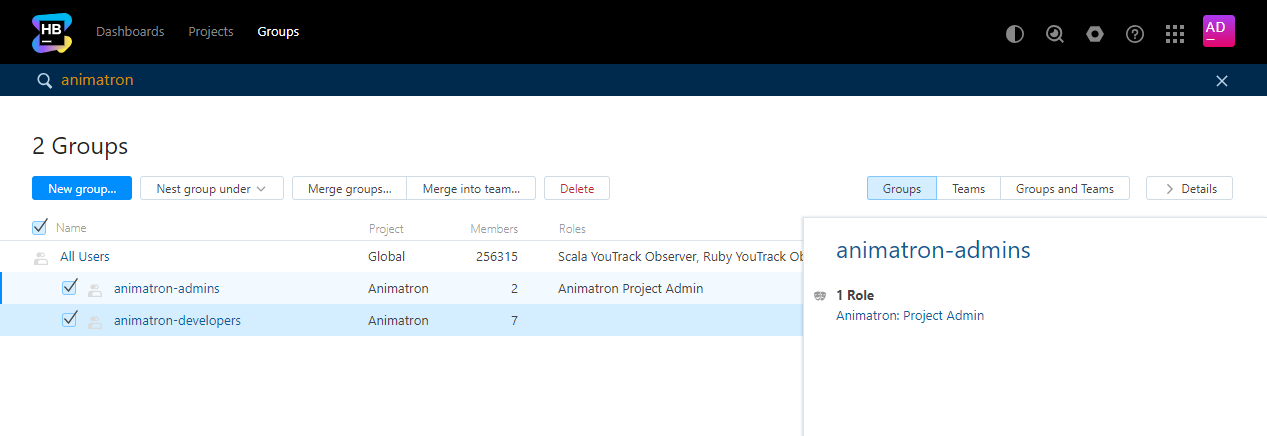 HB Dashboards Projects Groups AD
animatron
2 Groups
New group... Nest group under Merge groups... Merge into team... Delete Groups Teams Groups and Teams Details
Name Project Members Roles
All Users Global 256315 Scala YouTrack Observer, Ruby YouTrack Ob
animatron-admins Animatron 2 Animatron Project Admin
animatron-developers Animatron 7
animatron-admins
1 Role
Animatron: Project Admin